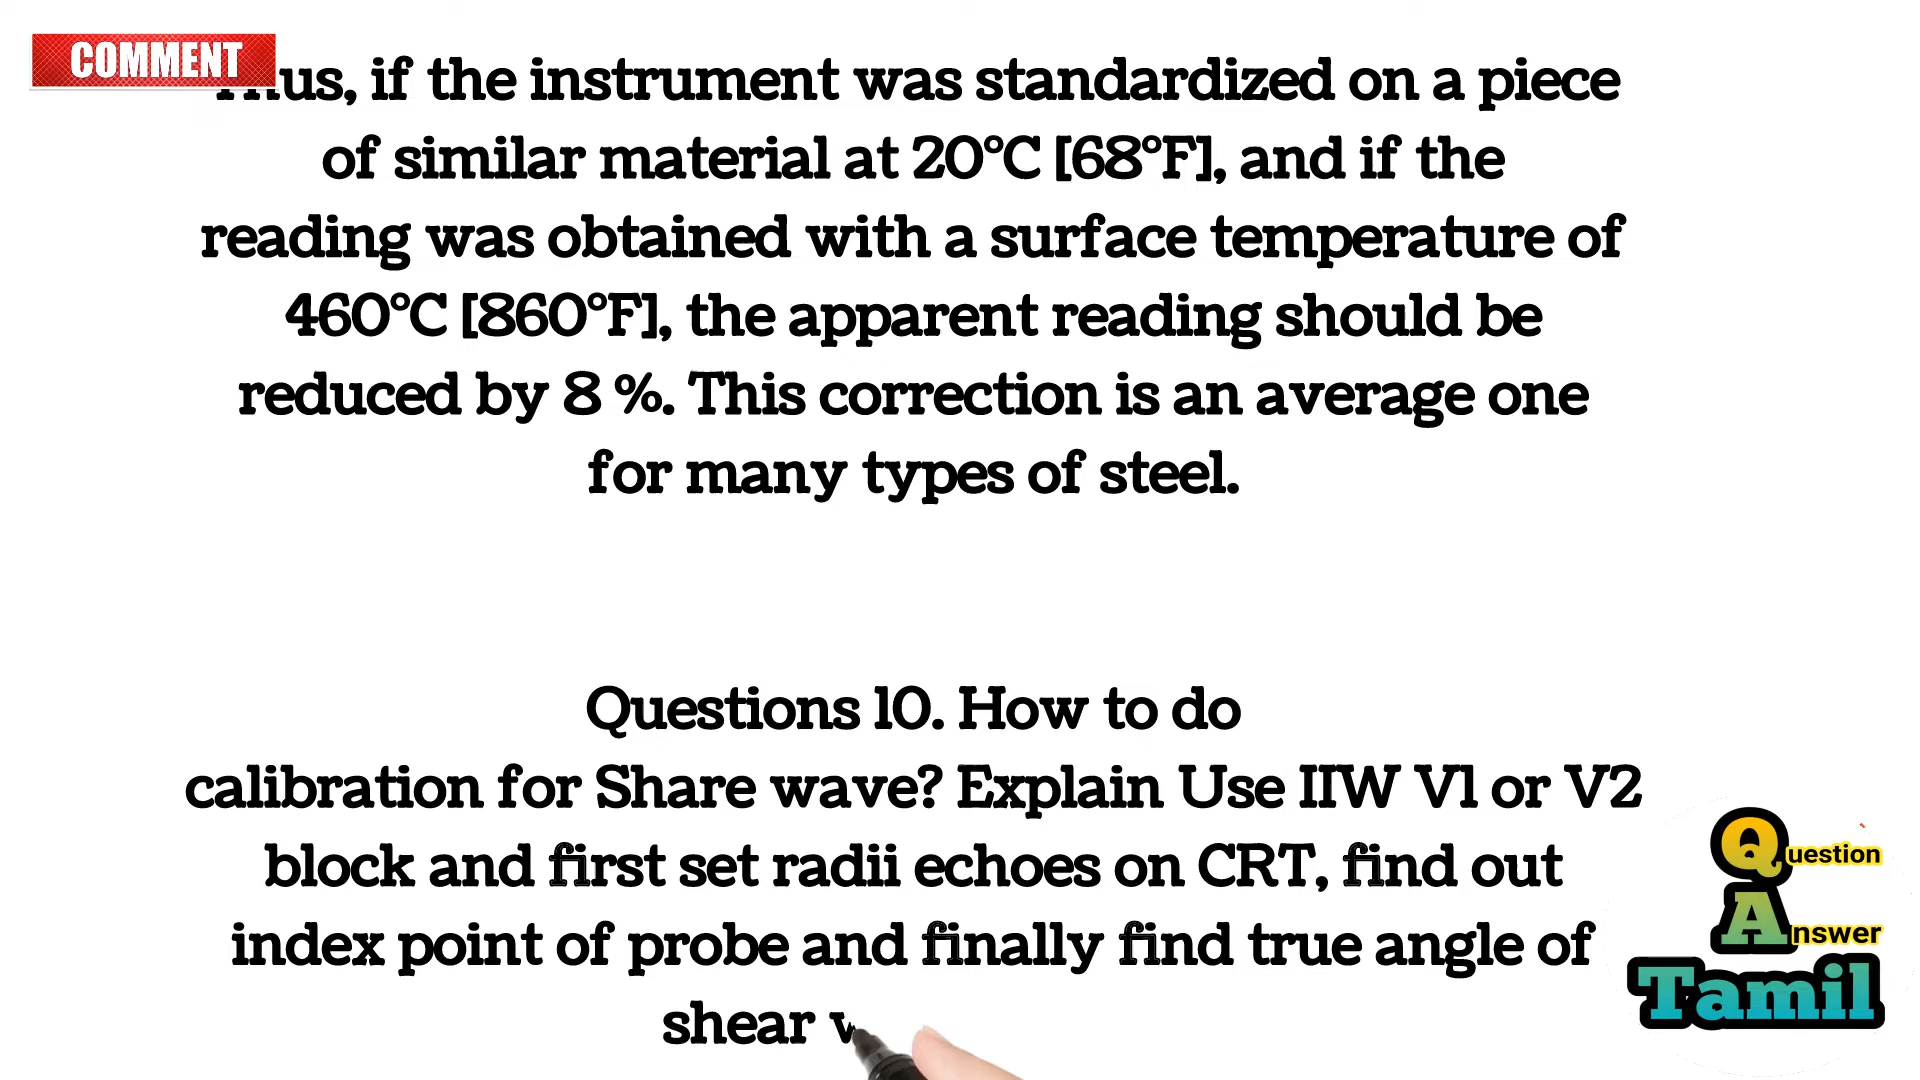 COMMENT
Thus, if the instrument was standardized on a piece
of similar material at 20°C [68°F], and if the
reading was obtained with a surface temperature of
460°C [860°F], the apparent reading should be
reduced by 8 %. This correction is an average one
for many types of steel.
Questions 10. How to do
calibration for Share wave? Explain Use IIW V1 or V2
block and first set radii echoes on CRT, find out
index point of probe and finally find true angle of
shear
Question
Answer
Tamil